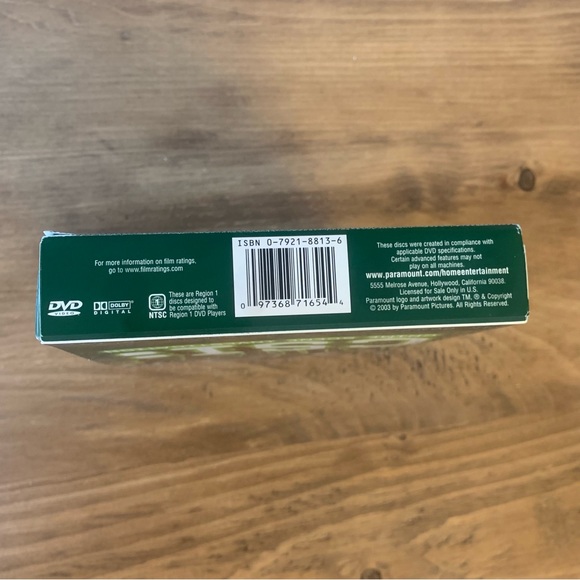 For more information on film ratings,
go to www.filmratings.com
DVD
VIDEO
DOLBY
DIGITAL
1
NTSC
These are Region 1
discs designed to
be compatible with
Region 1 DVD Players
ISBN 0-7921-8813-6
0 97368 71654 4
These discs were created in compliance with
applicable DVD specifications.
Certain advanced features may not
play on all machines.
www.paramount.com/homeentertainment
5555 Melrose Avenue, Hollywood, California 90038.
Licensed for Sale Only in U.S.
Paramount logo and artwork design TM, ® & Copyright
© 2003 by Paramount Pictures. All Rights Reserved.